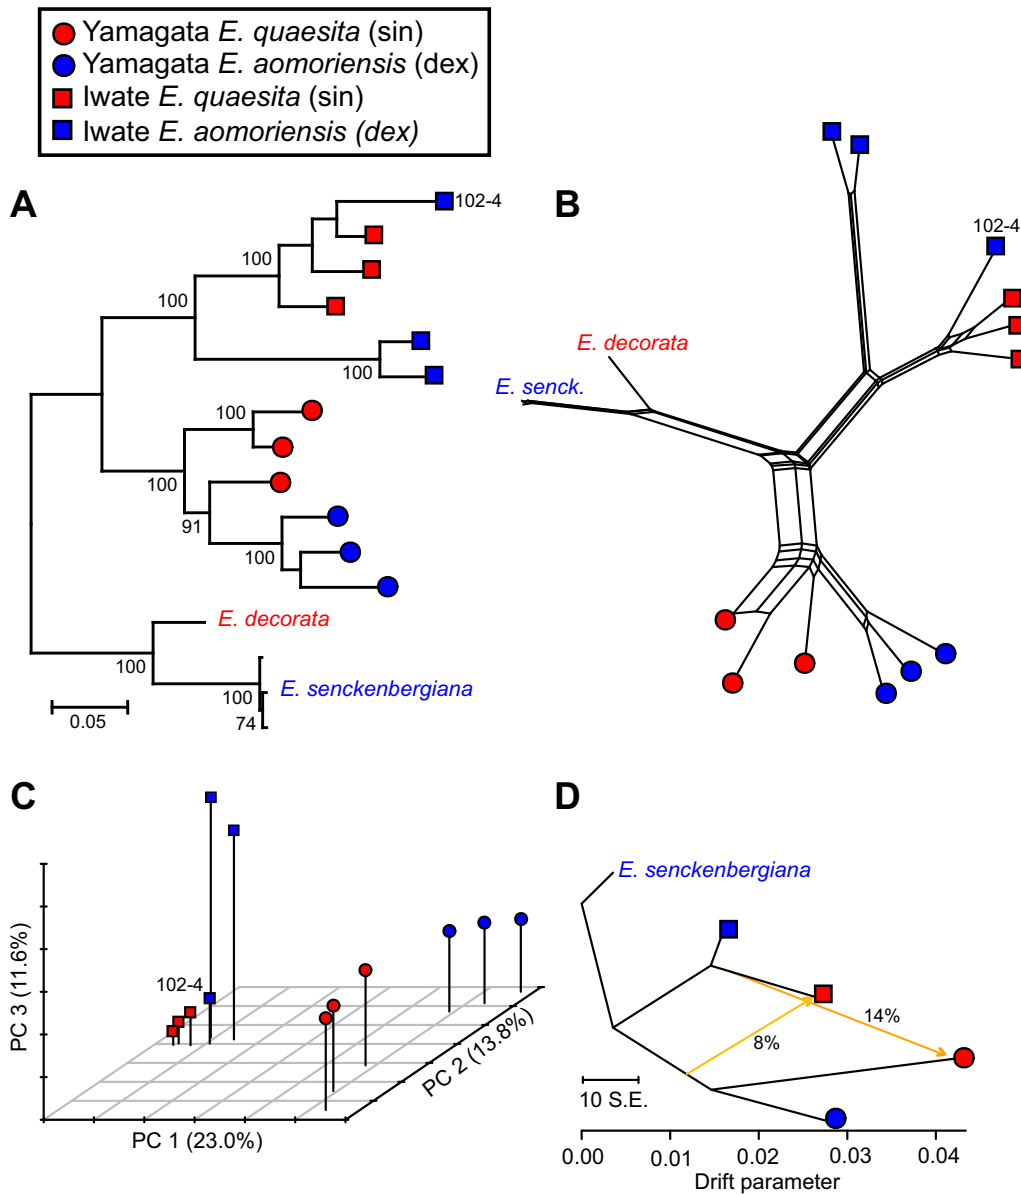 Yamagata E. quaesita (sin)
Yamagata E. aomoriensis (dex)
Iwate E. quaesita (sin)
Iwate E. aomoriensis (dex)
A
102-4
100
100
100
100
100
91
100
E. decorata
100
E. senckenbergiana
100
74
0.05
B
102-4
E. decorata
E. senck.
C
102-4
PC 3 (11.6%)
PC 2 (13.8%)
PC 1 (23.0%)
D
E. senckenbergiana
14%
8%
10 S.E.
0.00 0.01 0.02 0.03 0.04
Drift parameter